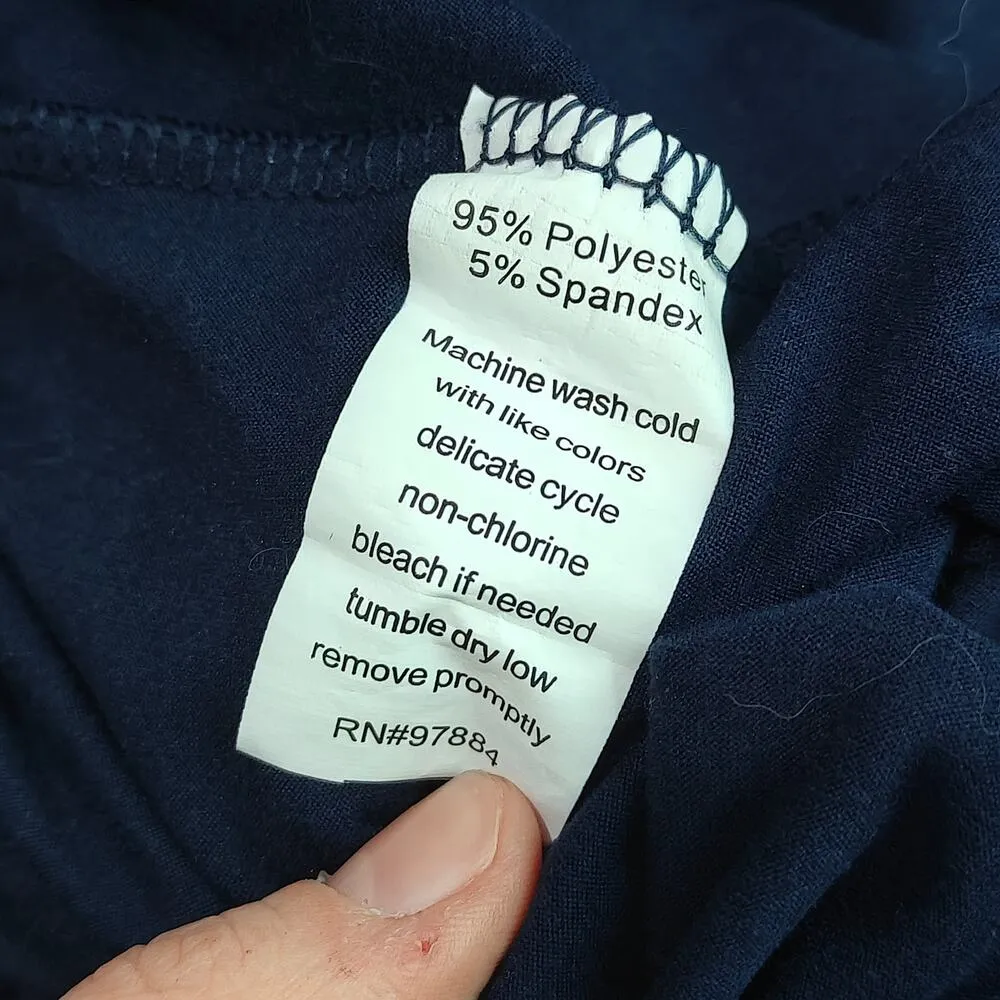 95% Polyester
5% Spandex
Machine wash cold
with like colors
delicate cycle
non-chlorine
bleach if needed
tumble dry low
remove promptly
RN#97884